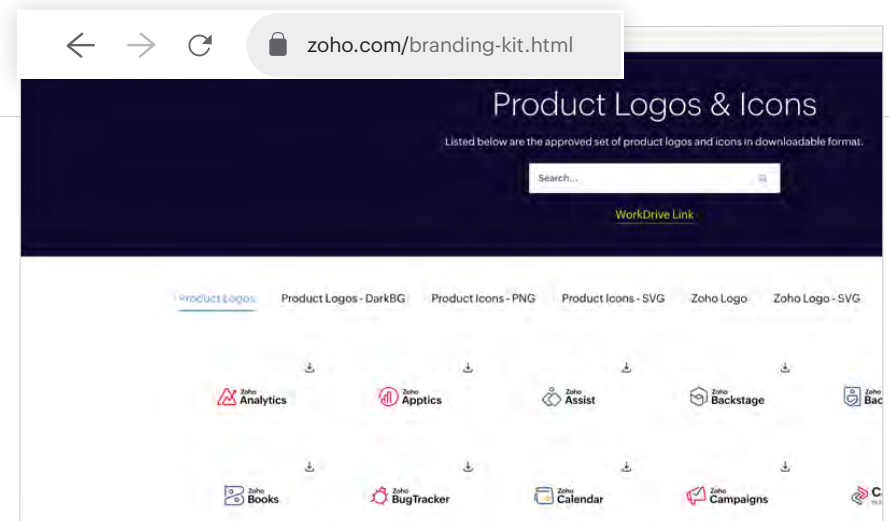 zoho.com/branding-kit.html
Product Logos & Icons
Listed below are the approved set of product logos and icons in downloadable format.
Search...
WorkDrive Link
Product Logos Product Logos - DarkBG Product Icons - PNG Product Icons - SVG Zoho Logo Zoho Logo - SVG
Zoho Analytics
Zoho Apptics
Zoho Assist
Zoho Backstage
Zoho Bac
Zoho Books
Zoho BugTracker
Zoho Calendar
Zoho Campaigns
C